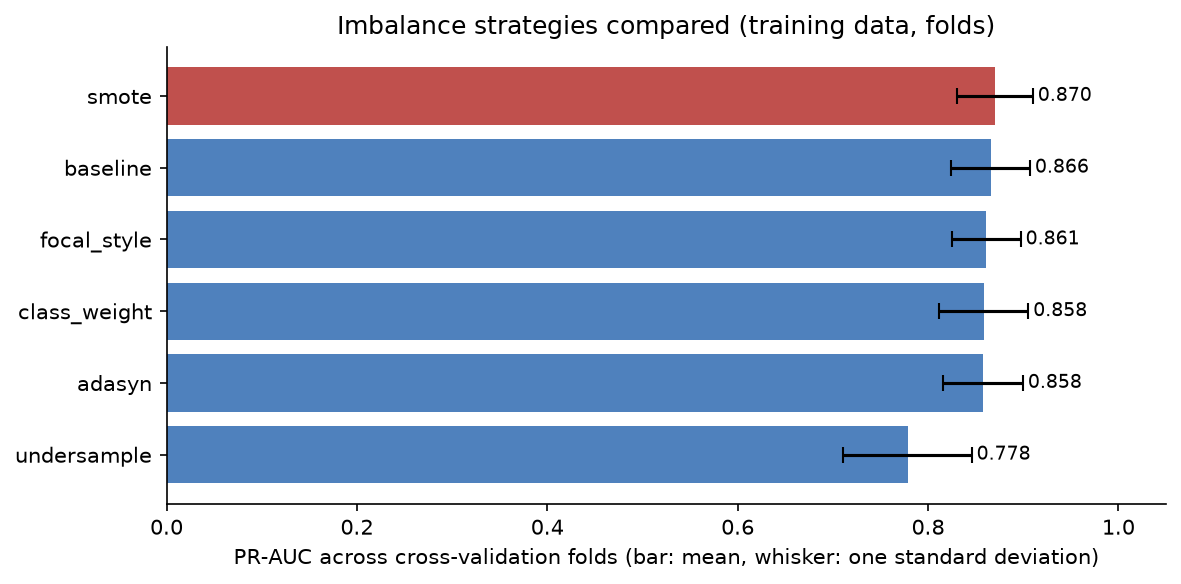 Imbalance strategies compared (training data, folds)
smote 0.870
baseline 0.866
focal_style 0.861
class_weight 0.858
adasyn 0.858
undersample 0.778
0.0 0.2 0.4 0.6 0.8 1.0
PR-AUC across cross-validation folds (bar: mean, whisker: one standard deviation)